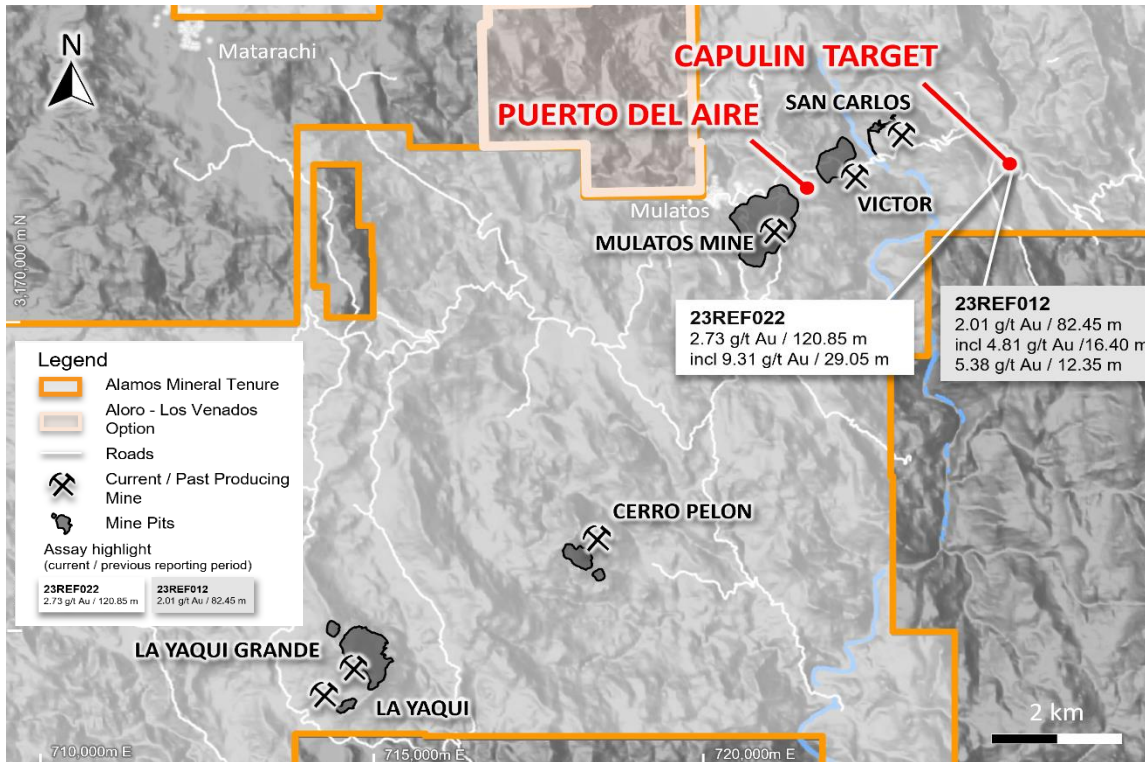 N
Matarachi
CAPULIN TARGET
PUERTO DEL AIRE
SAN CARLOS
VICTOR
Mulatos
MULATOS MINE
3,170,000 m N
23REF022
2.73 g/t Au / 120.85 m
incl 9.31 g/t Au / 29.05 m
23REF012
2.01 g/t Au / 82.45 m
incl 4.81 g/t Au /16.40 m
5.38 g/t Au / 12.35 m
Legend
Alamos Mineral Tenure
Aloro - Los Venados
Option
Roads
Current / Past Producing
Mine
Mine Pits
Assay highlight
(current / previous reporting period)
23REF022
2.73 g/t Au / 120.85 m
23REF012
2.01 g/t Au / 82.45 m
CERRO PELON
LA YAQUI GRANDE
LA YAQUI
2 km
710,000m E
715,000m E
720,000m E